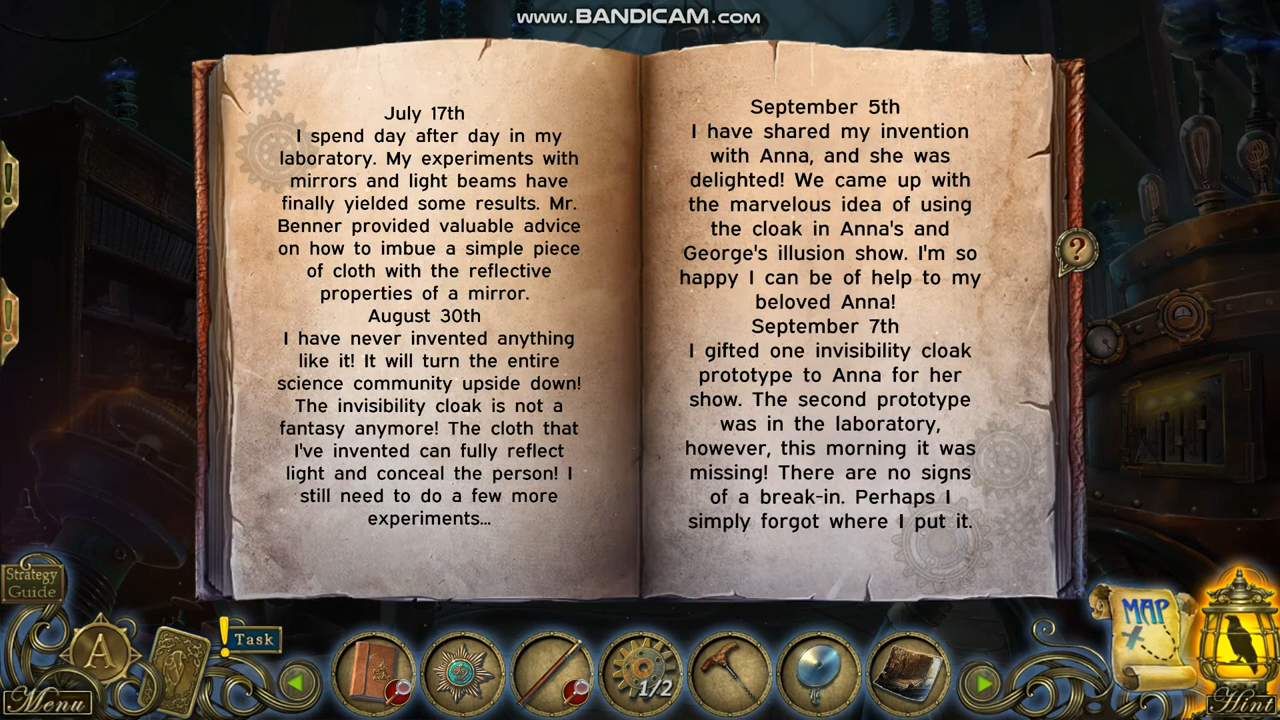 www.BANDICAM.com
July 17th
I spend day after day in my
laboratory. My experiments with
mirrors and light beams have
finally yielded some results. Mr.
Benner provided valuable advice
on how to imbue a simple piece
of cloth with the reflective
properties of a mirror.
August 30th
I have never invented anything
like it! It will turn the entire
science community upside down!
The invisibility cloak is not a
fantasy anymore! The cloth that
I've invented can fully reflect
light and conceal the person! I
still need to do a few more
experiments...
September 5th
I have shared my invention
with Anna, and she was
delighted! We came up with
the marvelous idea of using
the cloak in Anna's and
George's illusion show. I'm so
happy I can be of help to my
beloved Anna!
September 7th
I gifted one invisibility cloak
prototype to Anna for her
show. The second prototype
was in the laboratory,
however, this morning it was
missing! There are no signs
of a break-in. Perhaps I
simply forgot where I put it.
?
Strategy
Guide
A
Menu
! Task
1/2
MAP
Hint